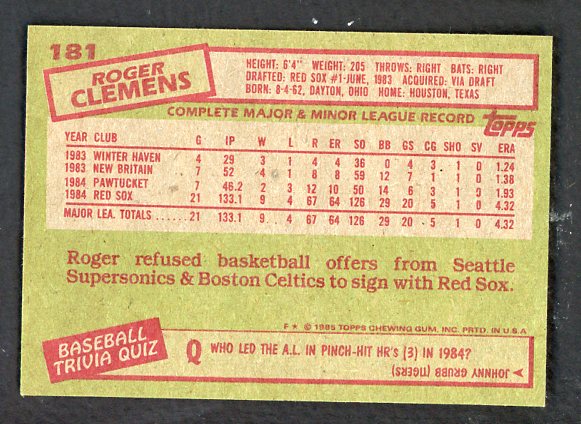 181
ROGER
CLEMENS
HEIGHT: 6'4" WEIGHT: 205 THROWS: RIGHT BATS: RIGHT
DRAFTED: RED SOX #1-JUNE, 1983 ACQUIRED: VIA DRAFT
BORN: 8-4-62, DAYTON, OHIO HOME: HOUSTON, TEXAS
COMPLETE MAJOR & MINOR LEAGUE RECORD
Topps
YEAR CLUB G IP W L R ER SO BB GS CG SHO SV ERA
1983 WINTER HAVEN 4 29 3 1 4 4 36 0 4 3 1 0 1.24
1983 NEW BRITAIN 7 52 4 1 8 8 59 12 7 1 1 0 1.38
1984 PAWTUCKET 7 46.2 2 3 12 10 50 14 6 3 1 0 1.93
1984 RED SOX 21 133.1 9 4 67 64 126 29 20 5 1 0 4.32
MAJOR LEA. TOTALS ..... 21 133.1 9 4 67 64 126 29 20 5 1 0 4.32
Roger refused basketball offers from Seattle
Supersonics & Boston Celtics to sign with Red Sox.
F★ © 1985 TOPPS CHEWING GUM, INC. PRTD. IN U.S.A
BASEBALL
TRIVIA QUIZ
Q WHO LED THE A.L. IN PINCH-HIT HR's (3) IN 1984?
JOHNNY GRUBB (TIGERS)